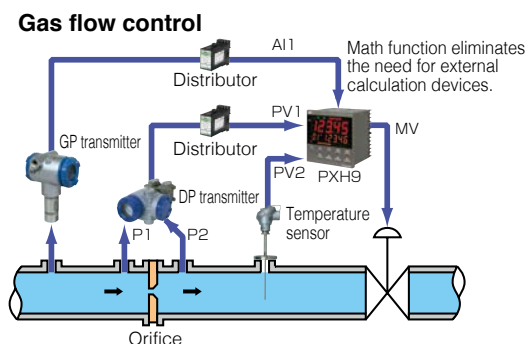 Gas flow control
AI1
Distributor
Math function eliminates
the need for external
calculation devices.
GP transmitter
PV1
MV
Distributor
DP transmitter
PV2
PXH9
P1
P2
Temperature
sensor
Orifice